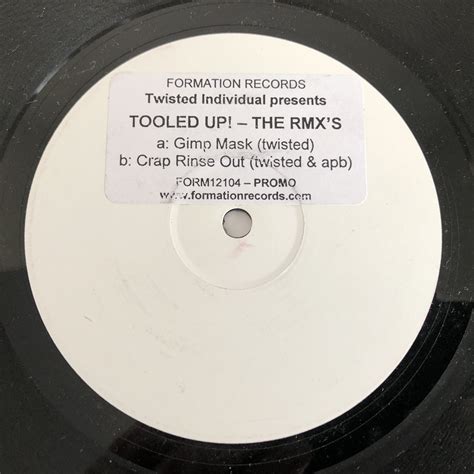 FORMATION RECORDS
Twisted Individual presents
TOOLED UP! – THE RMX'S
a: Gimp Mask (twisted)
b: Crap Rinse Out (twisted & apb)
FORM12104 – PROMO
www.formationrecords.com